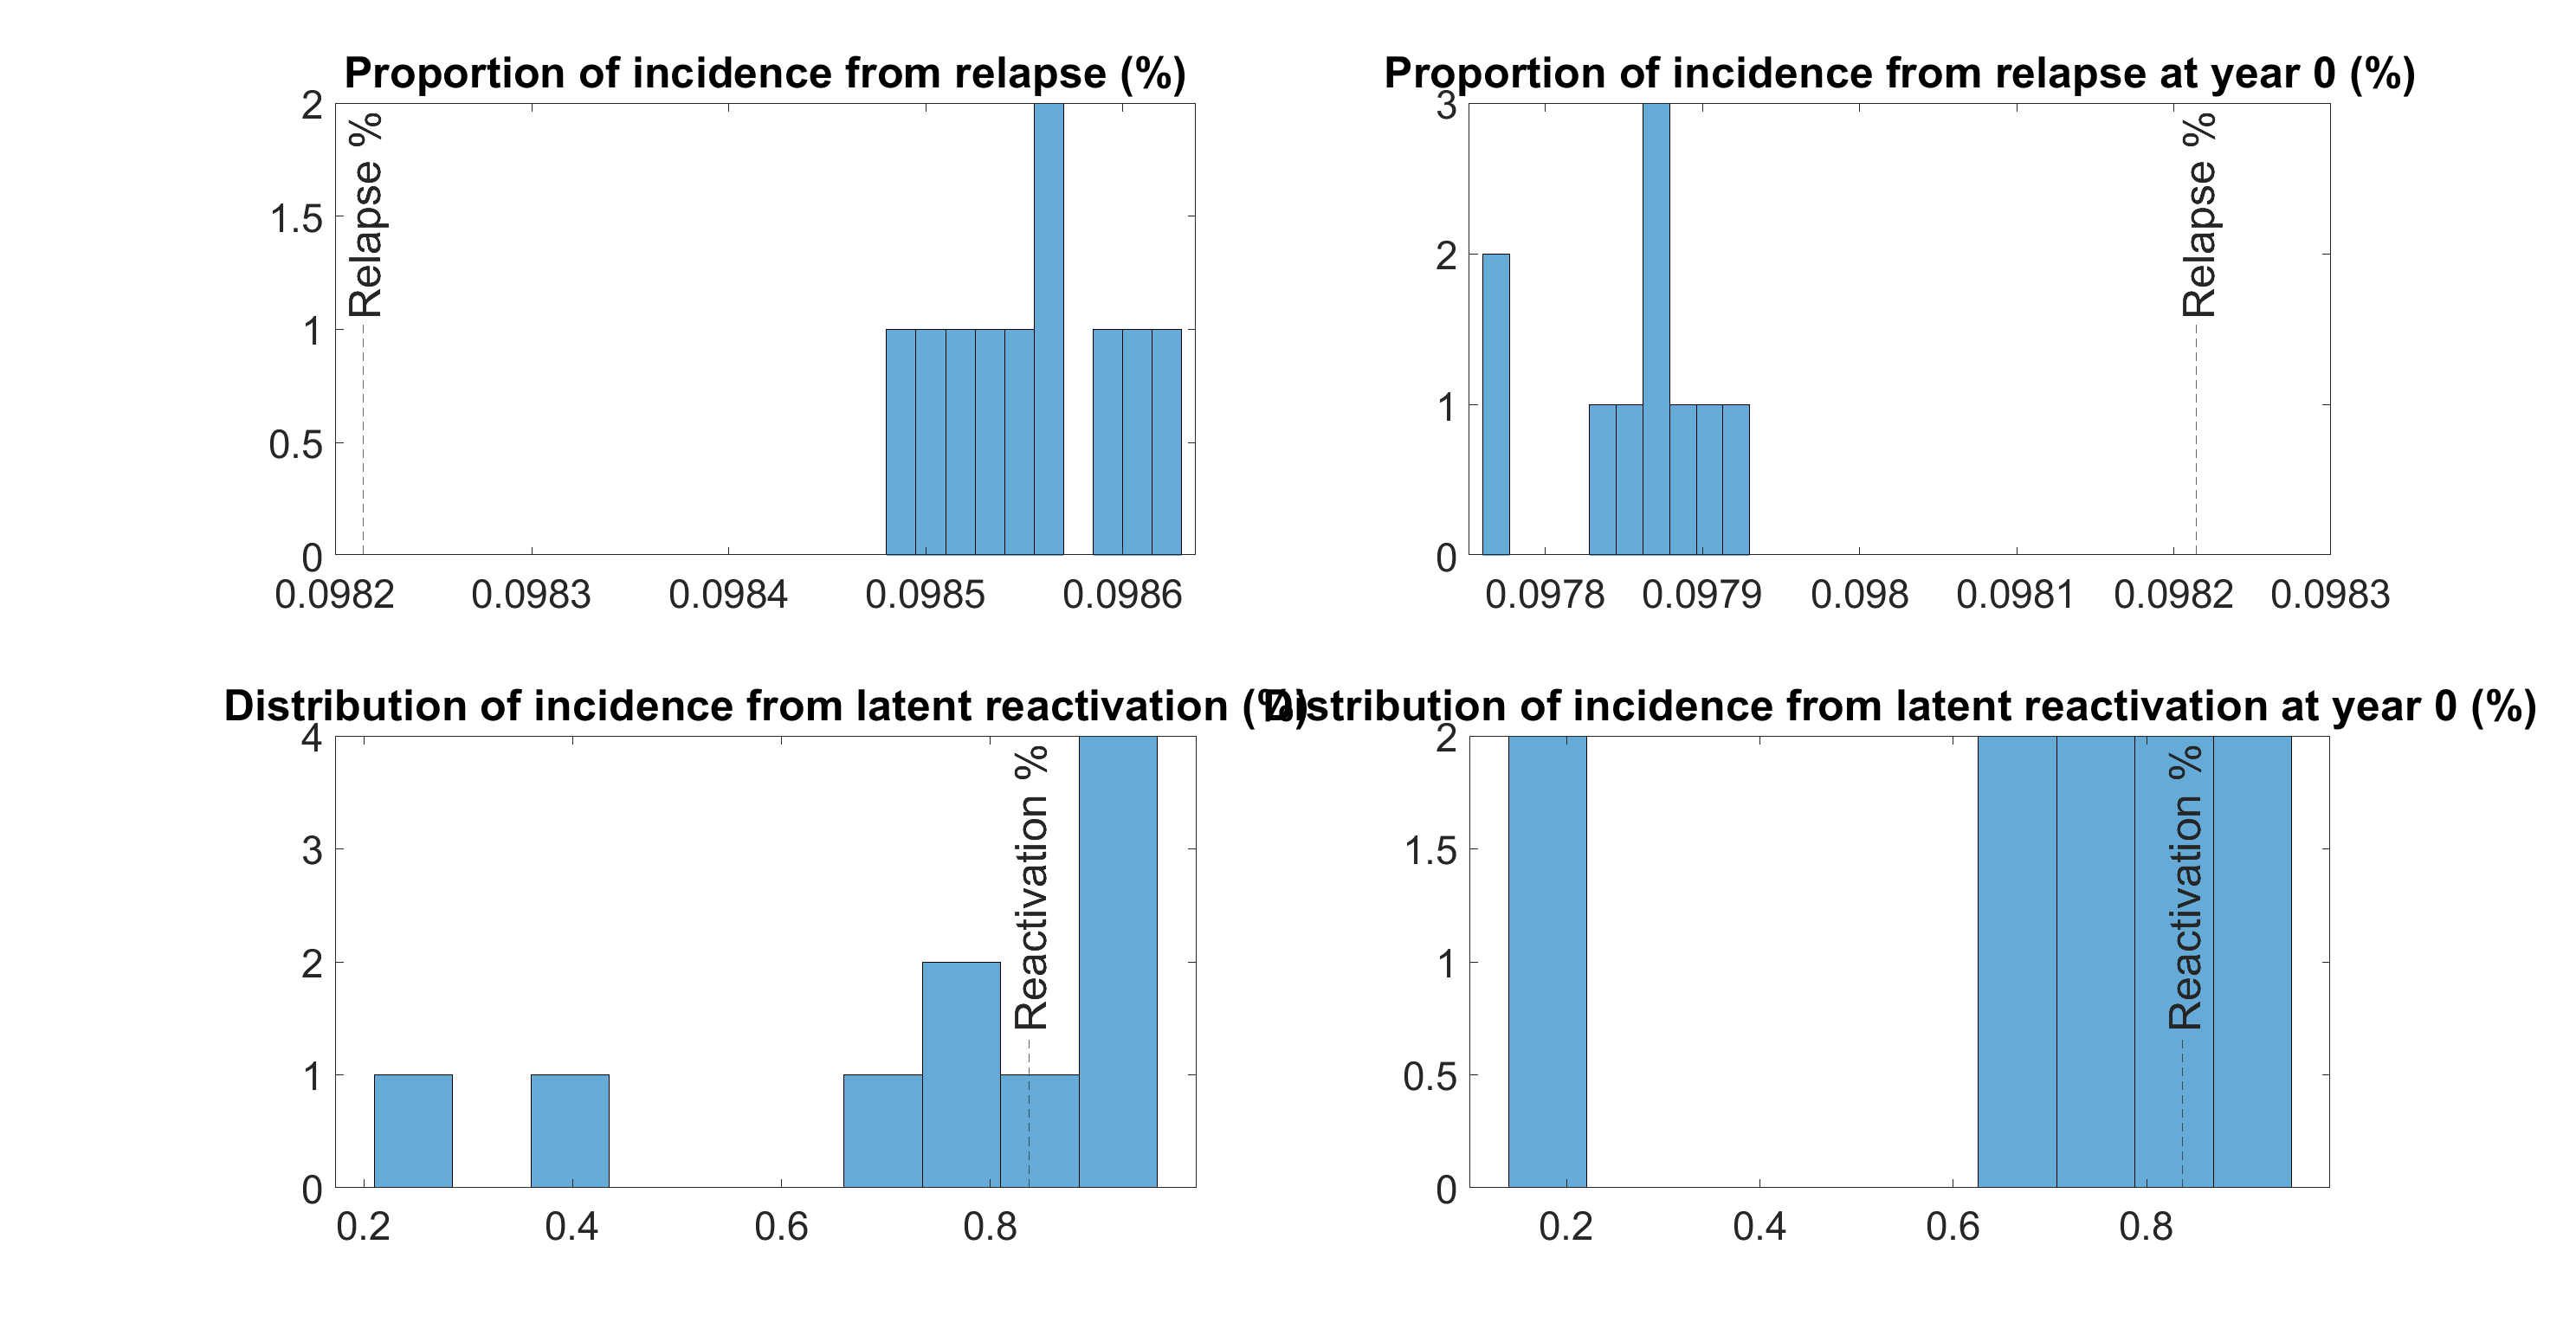 Proportion of incidence from relapse (%)
2
1.5
1
0.5
0
Relapse %
0.0982 0.0983 0.0984 0.0985 0.0986
Proportion of incidence from relapse at year 0 (%)
3
2
1
0
Relapse %
0.0978 0.0979 0.098 0.0981 0.0982 0.0983
Distribution of incidence from latent reactivation (%)
4
3
2
1
0
Reactivation %
0.2 0.4 0.6 0.8
Distribution of incidence from latent reactivation at year 0 (%)
2
1.5
1
0.5
0
Reactivation %
0.2 0.4 0.6 0.8